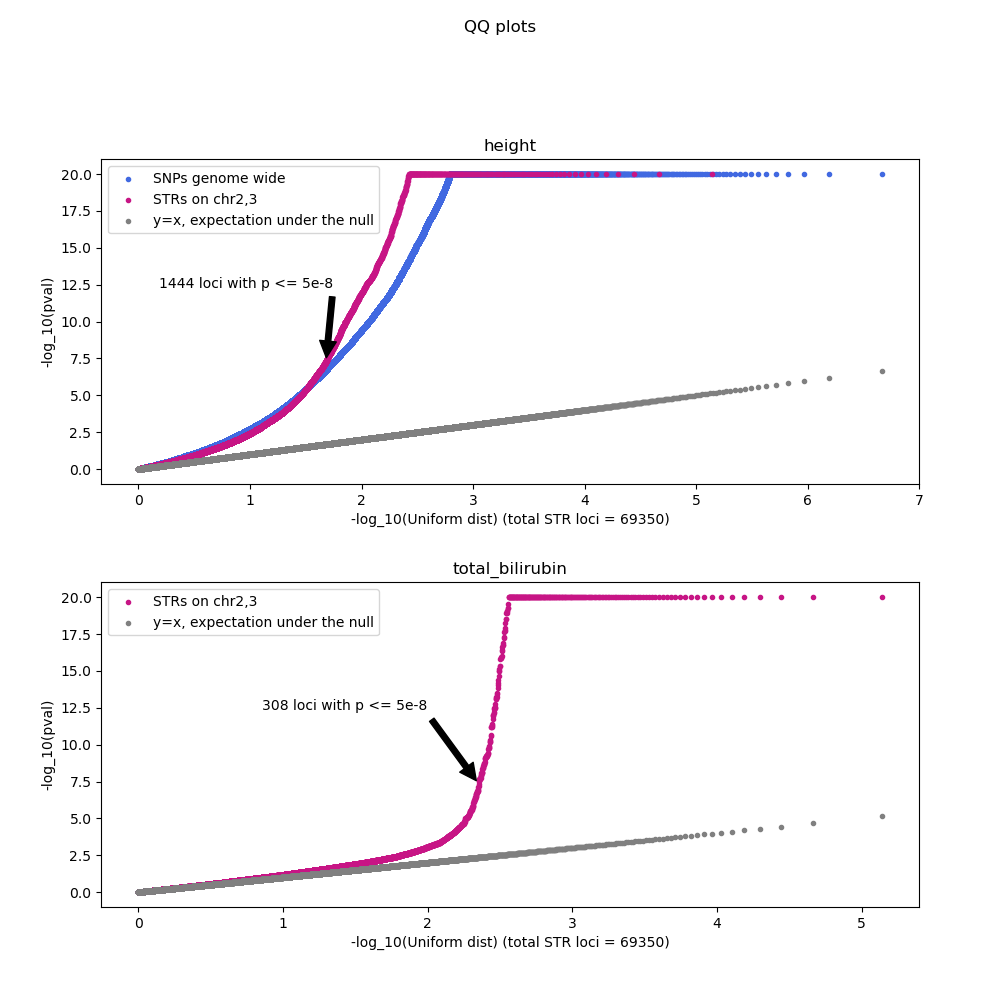 QQ plots
height
20.0
17.5
15.0
12.5
10.0
7.5
5.0
2.5
0.0
-log_10(pval)
SNPs genome wide
STRs on chr2,3
y=x, expectation under the null
1444 loci with p <= 5e-8
0 1 2 3 4 5 6 7
-log_10(Uniform dist) (total STR loci = 69350)
total_bilirubin
20.0
17.5
15.0
12.5
10.0
7.5
5.0
2.5
0.0
-log_10(pval)
STRs on chr2,3
y=x, expectation under the null
308 loci with p <= 5e-8
0 1 2 3 4 5
-log_10(Uniform dist) (total STR loci = 69350)